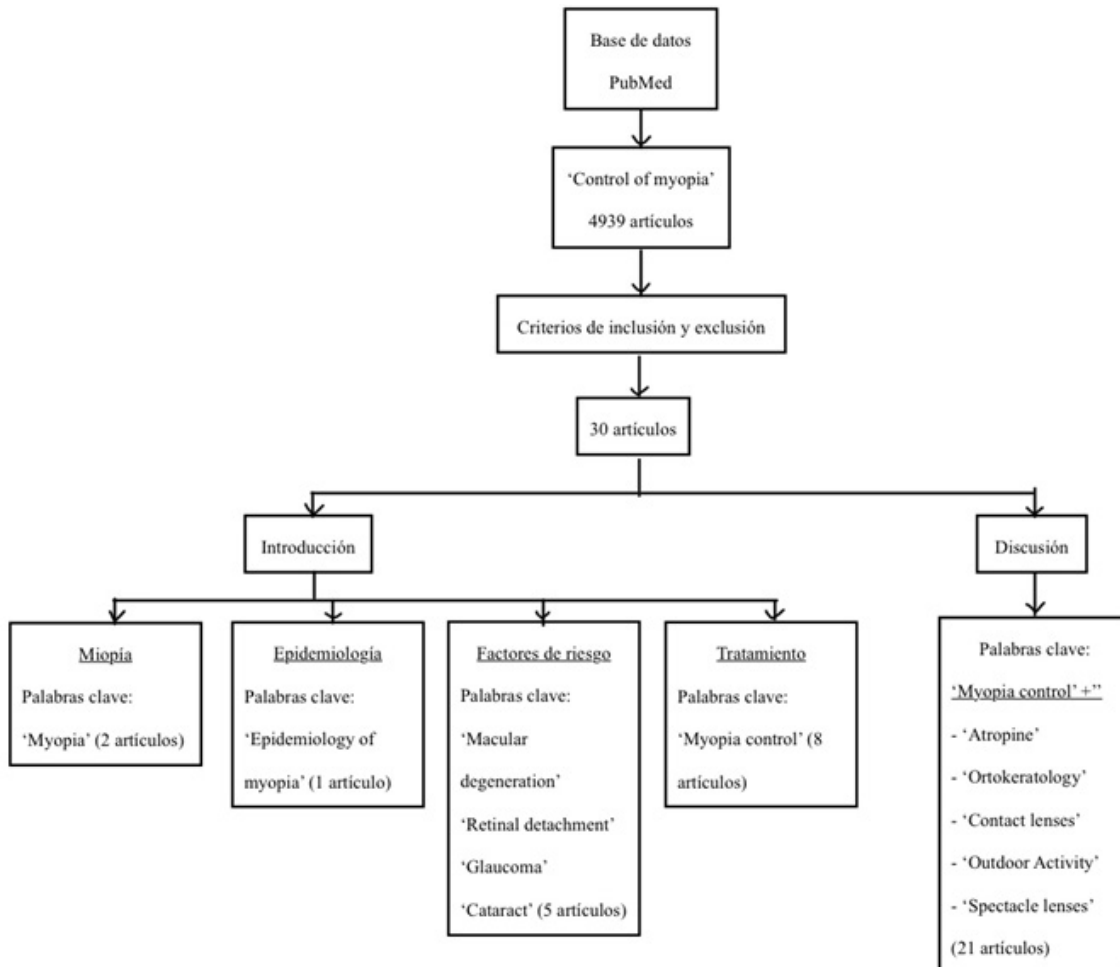 Base de datos
PubMed
‘Control of myopia’
4939 artículos
Criterios de inclusión y exclusión
30 artículos
Introducción
Discusión
Miopía
Palabras clave:
‘Myopia’ (2 artículos)
Epidemiología
Palabras clave:
‘Epidemiology of
myopia’ (1 artículo)
Factores de riesgo
Palabras clave:
‘Macular
degeneration’
‘Retinal detachment’
‘Glaucoma’
‘Cataract’ (5 artículos)
Tratamiento
Palabras clave:
‘Myopia control’ (8
artículos)
Palabras clave:
‘Myopia control’ +’’
- ‘Atropine’
- ‘Ortokeratology’
- ‘Contact lenses’
- ‘Outdoor Activity’
- ‘Spectacle lenses’
(21 artículos)